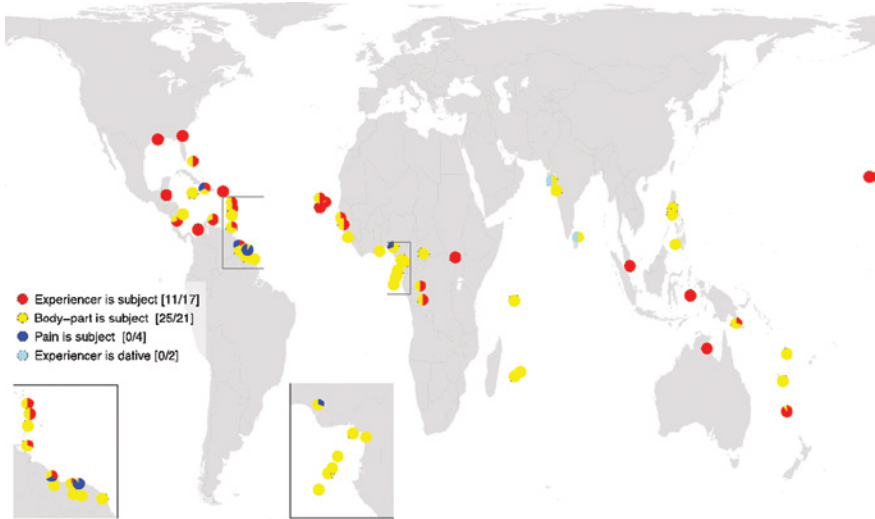 Experiencer is subject [11/17]
Body-part is subject [25/21]
Pain is subject [0/4]
Experiencer is dative [0/2]